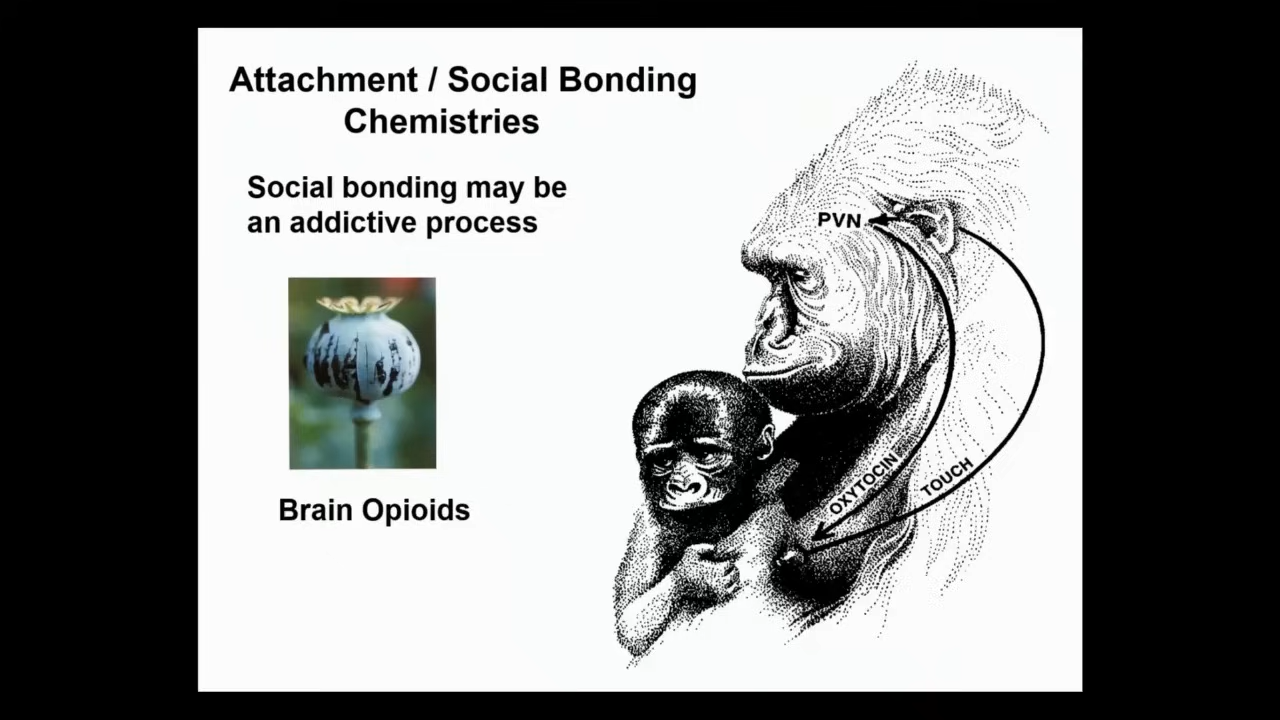 Attachment / Social Bonding
Chemistries
Social bonding may be
an addictive process
Brain Opioids
PVN
OXYTOCIN
TOUCH